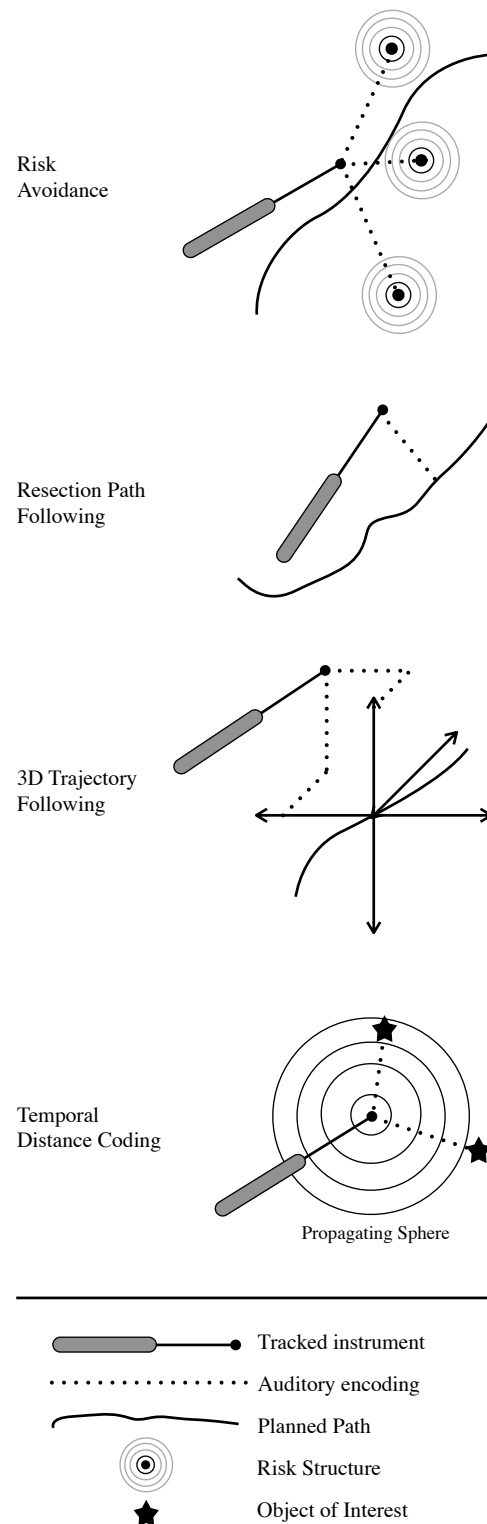 Risk
Avoidance
Resection Path
Following
3D Trajectory
Following
Temporal
Distance Coding
Propagating Sphere
Tracked instrument
Auditory encoding
Planned Path
Risk Structure
Object of Interest